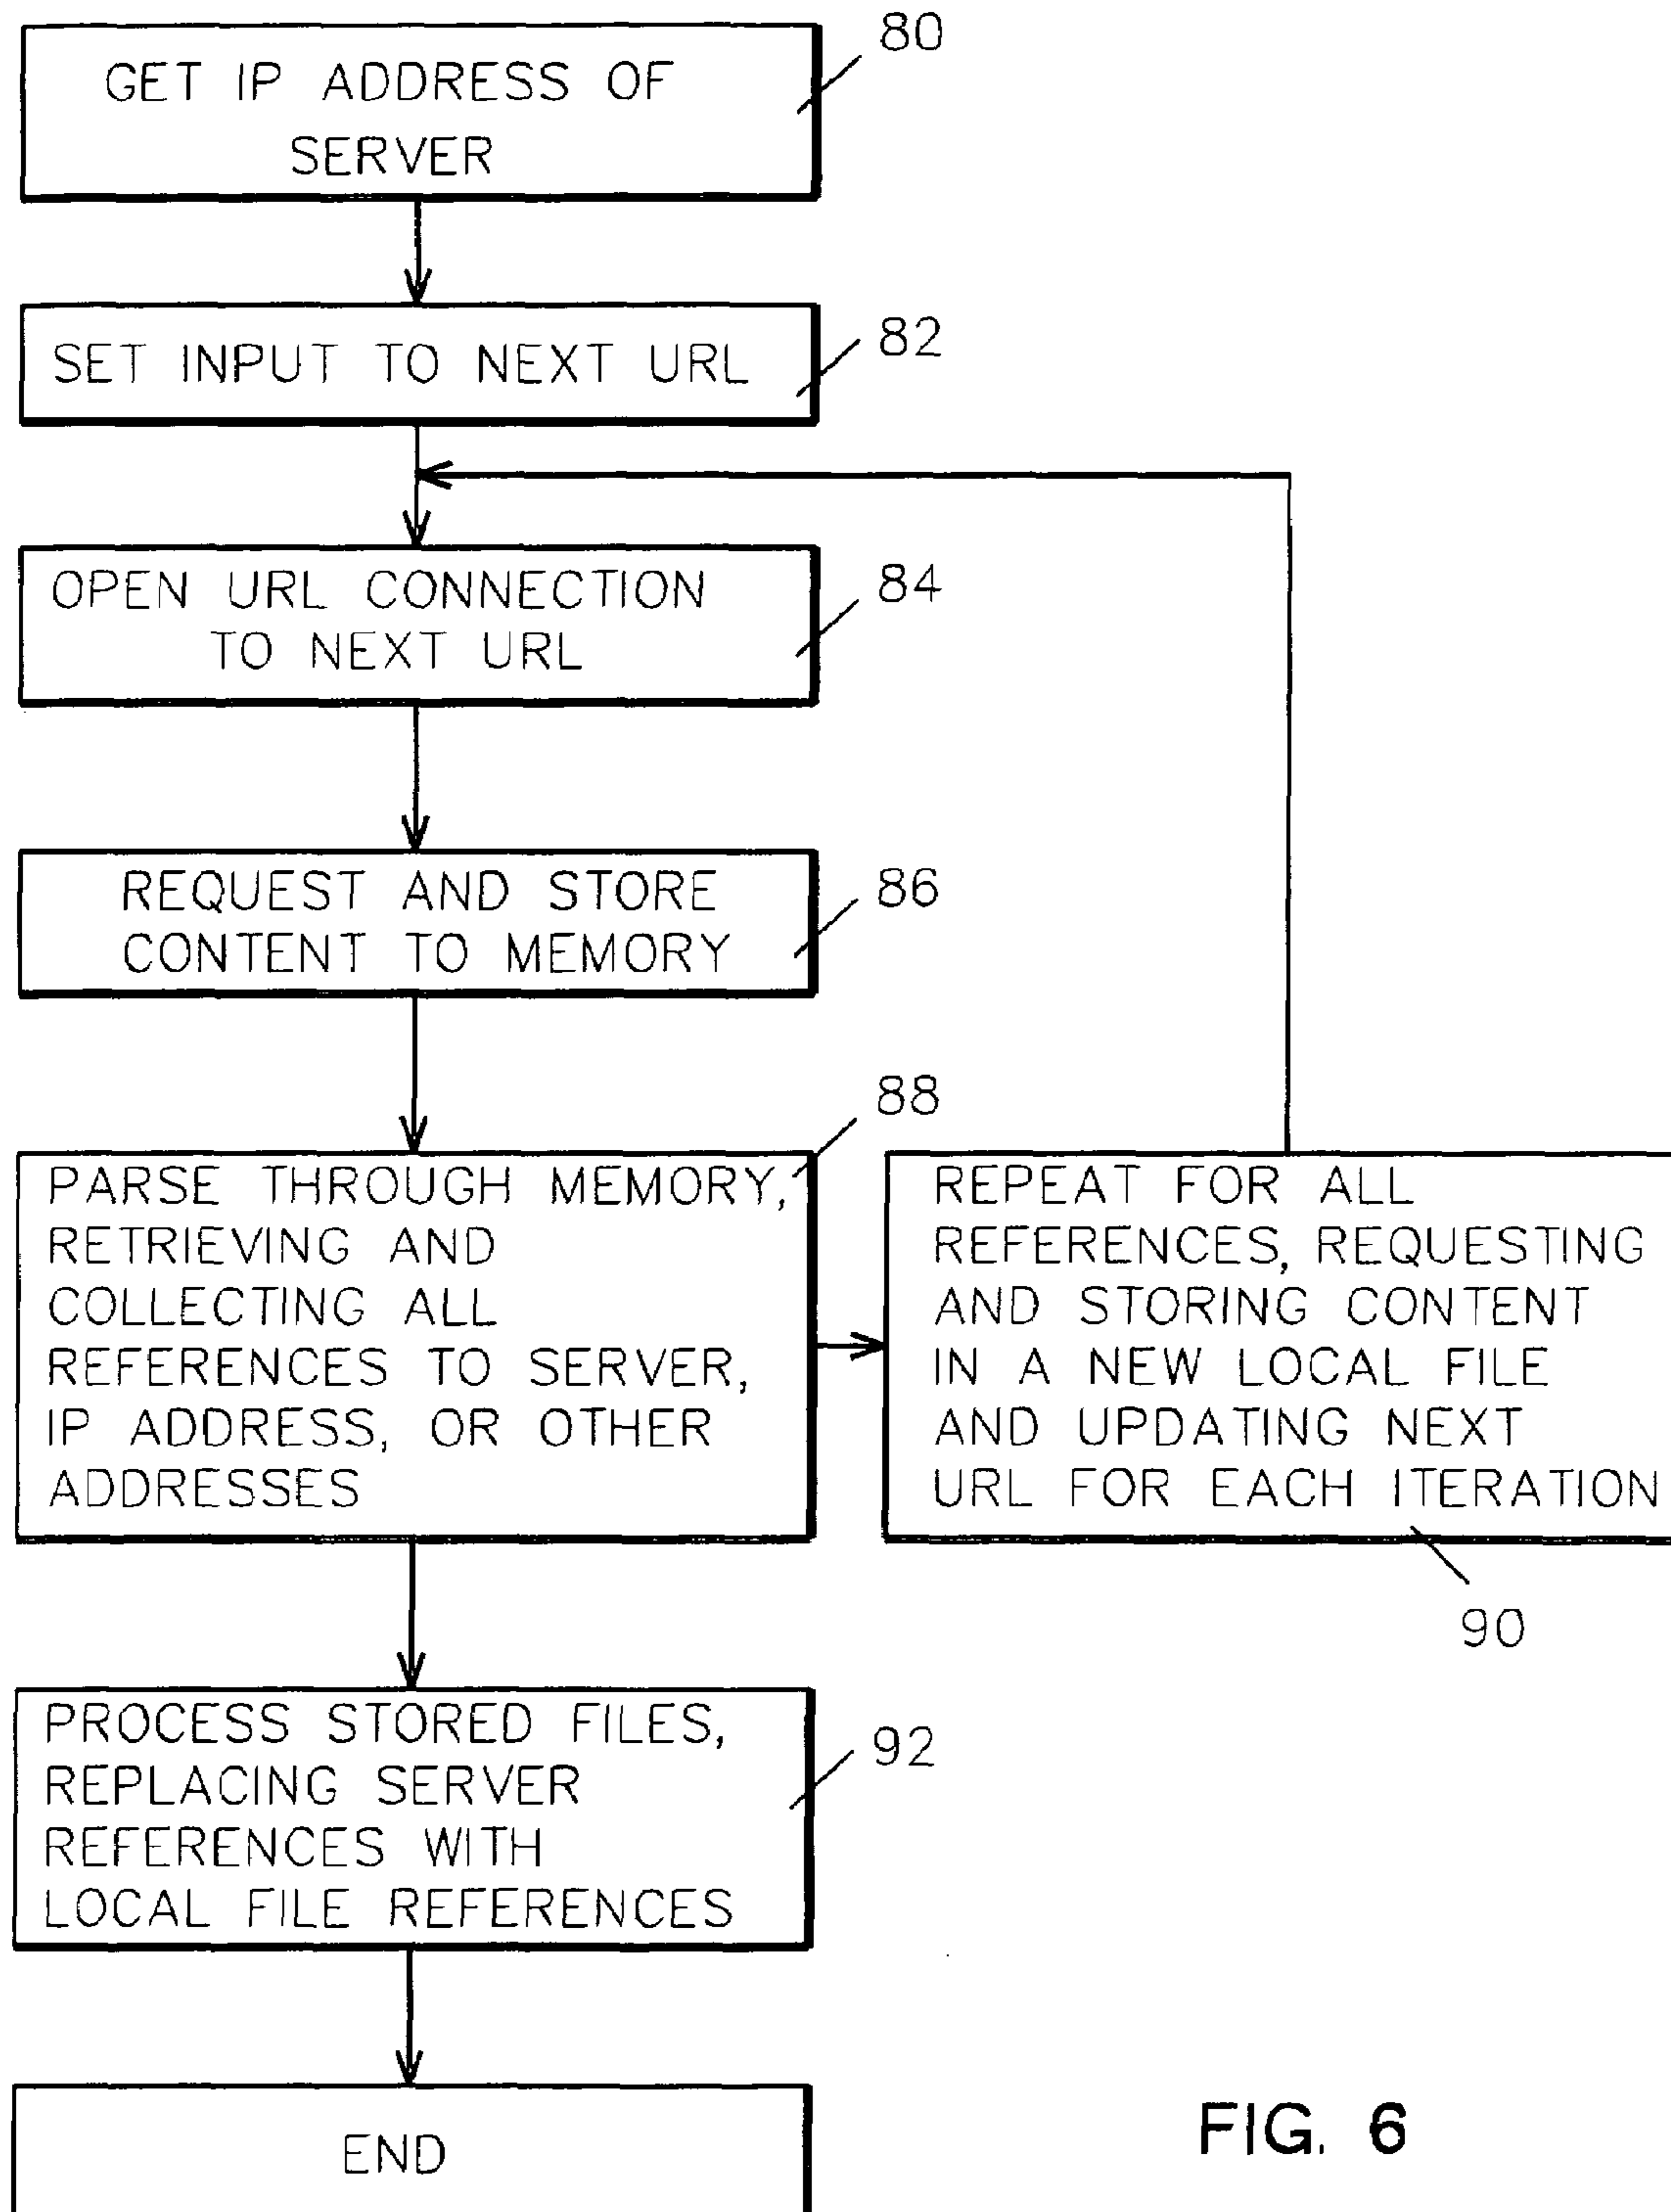 GET IP ADDRESS OF
SERVER
80
SET INPUT TO NEXT URL
82
OPEN URL CONNECTION
TO NEXT URL
84
REQUEST AND STORE
CONTENT TO MEMORY
86
PARSE THROUGH MEMORY,
RETRIEVING AND
COLLECTING ALL
REFERENCES TO SERVER,
IP ADDRESS, OR OTHER
ADDRESSES
88
REPEAT FOR ALL
REFERENCES, REQUESTING
AND STORING CONTENT
IN A NEW LOCAL FILE
AND UPDATING NEXT
URL FOR EACH ITERATION
90
PROCESS STORED FILES,
REPLACING SERVER
REFERENCES WITH
LOCAL FILE REFERENCES
92
END
FIG. 6